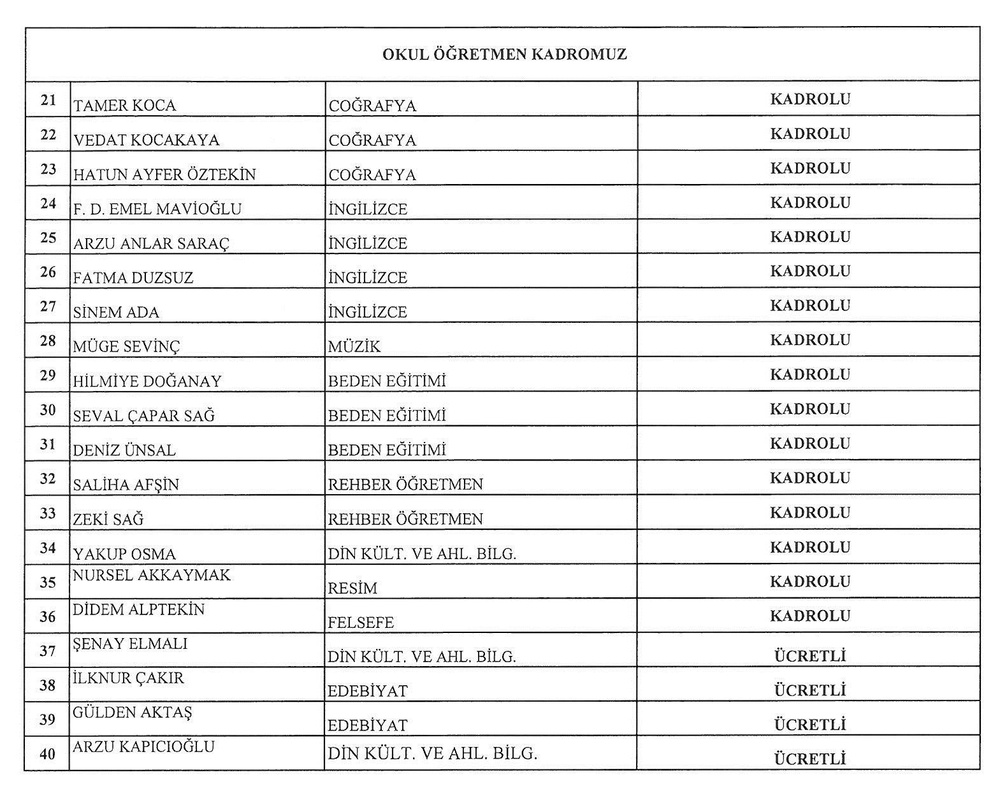 OKUL ÖĞRETMEN KADROMUZ
21 TAMER KOCA COĞRAFYA KADROLU
22 VEDAT KOCAKAYA COĞRAFYA KADROLU
23 HATUN AYFER ÖZTEKİN COĞRAFYA KADROLU
24 F. D. EMEL MAVİOĞLU İNGİLİZCE KADROLU
25 ARZU ANLAR SARAÇ İNGİLİZCE KADROLU
26 FATMA DUZSUZ İNGİLİZCE KADROLU
27 SİNEM ADA İNGİLİZCE KADROLU
28 MÜGE SEVİNÇ MÜZİK KADROLU
29 HİLMİYE DOĞANAY BEDEN EĞİTİMİ KADROLU
30 SEVAL ÇAPAR SAĞ BEDEN EĞİTİMİ KADROLU
31 DENİZ ÜNSAL BEDEN EĞİTİMİ KADROLU
32 SALİHA AFŞİN REHBER ÖĞRETMEN KADROLU
33 ZEKİ SAĞ REHBER ÖĞRETMEN KADROLU
34 YAKUP OSMA DİN KÜLT. VE AHL. BİLG. KADROLU
35 NURSEL AKKAYMAK RESİM KADROLU
36 DİDEM ALPTEKİN FELSEFE KADROLU
37 ŞENAY ELMALI DİN KÜLT. VE AHL. BİLG. ÜCRETLİ
38 İLKNUR ÇAKIR EDEBİYAT ÜCRETLİ
39 GÜLDEN AKTAŞ EDEBİYAT ÜCRETLİ
40 ARZU KAPICIOĞLU DİN KÜLT. VE AHL. BİLG. ÜCRETLİ